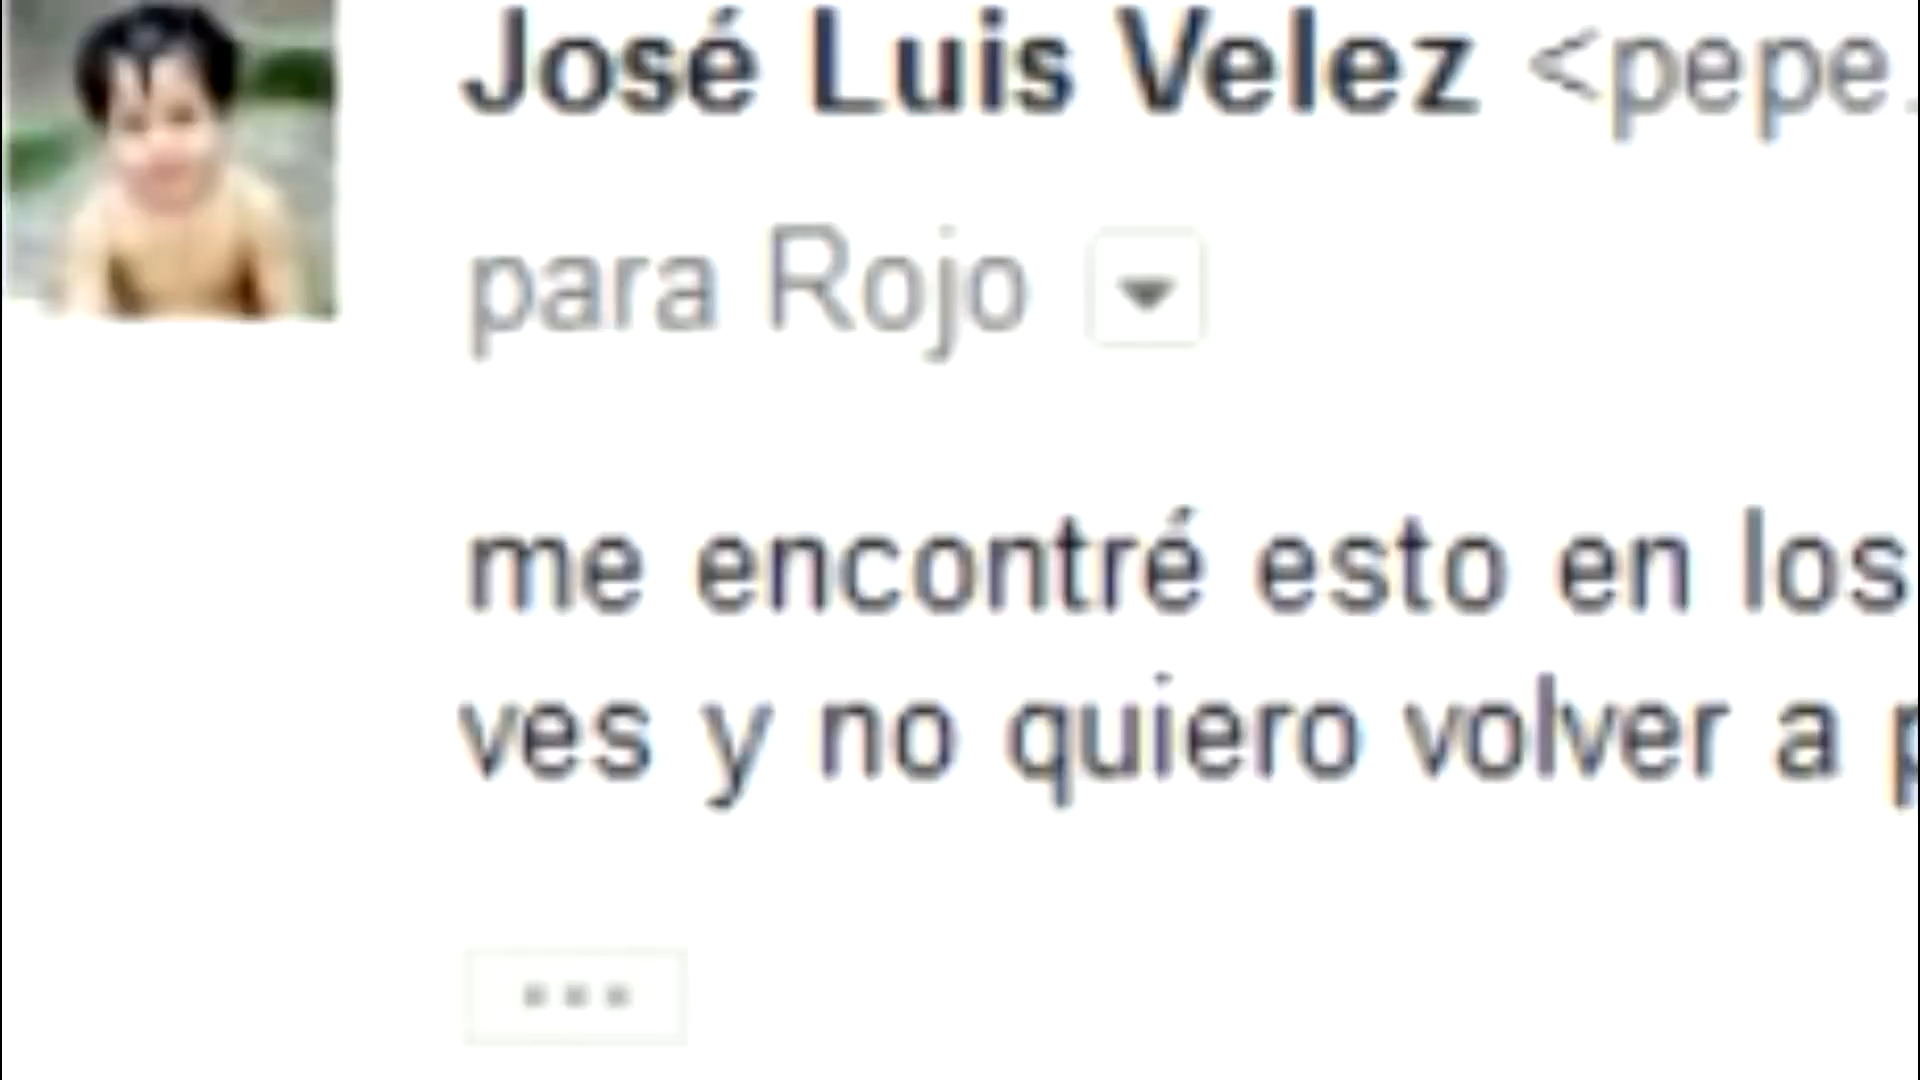 José Luis Velez <pepe.
para Rojo
me encontré esto en los
ves y no quiero volver a